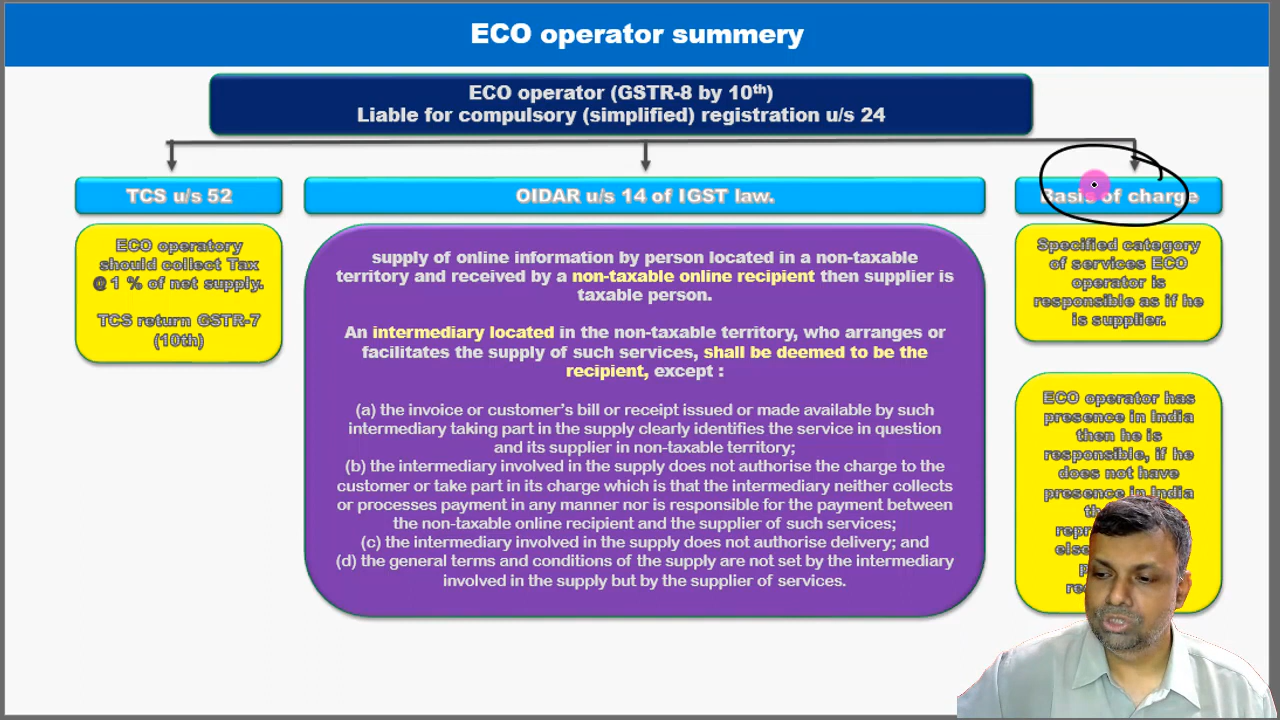 ECO operator summery
ECO operator (GSTR-8 by 10th)
Liable for compulsory (simplified) registration u/s 24
TCS u/s 52
ECO operatory
should collect Tax
@ 1 % of net supply.
TCS return GSTR-7
(10th)
OIDAR u/s 14 of IGST law.
supply of online information by person located in a non-taxable
territory and received by a non-taxable online recipient then supplier is
taxable person.
An intermediary located in the non-taxable territory, who arranges or
facilitates the supply of such services, shall be deemed to be the
recipient, except :
(a) the invoice or customer's bill or receipt issued or made available by such
intermediary taking part in the supply clearly identifies the service in question
and its supplier in non-taxable territory;
(b) the intermediary involved in the supply does not authorise the charge to the
customer or take part in its charge which is that the intermediary neither collects
or processes payment in any manner nor is responsible for the payment between
the non-taxable online recipient and the supplier of such services;
(c) the intermediary involved in the supply does not authorise delivery; and
(d) the general terms and conditions of the supply are not set by the intermediary
involved in the supply but by the supplier of services.
Basis of charge
Specified category
of services ECO
operator is
responsible as if he
is supplier.
ECO operator has
presence in India
then he is
responsible, if he
does not have
presence in India